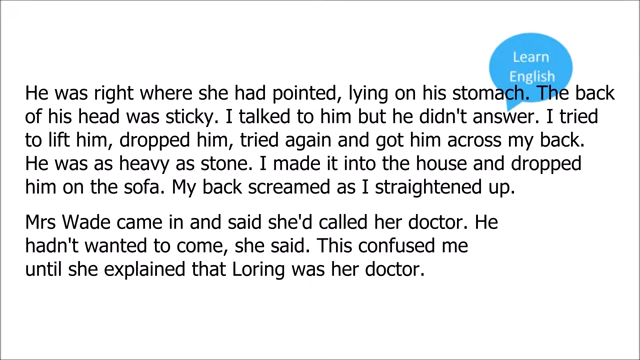 Learn
English
He was right where she had pointed, lying on his stomach. The back
of his head was sticky. I talked to him but he didn't answer. I tried
to lift him, dropped him, tried again and got him across my back.
He was as heavy as stone. I made it into the house and dropped
him on the sofa. My back screamed as I straightened up.
Mrs Wade came in and said she'd called her doctor. He
hadn't wanted to come, she said. This confused me
until she explained that Loring was her doctor.